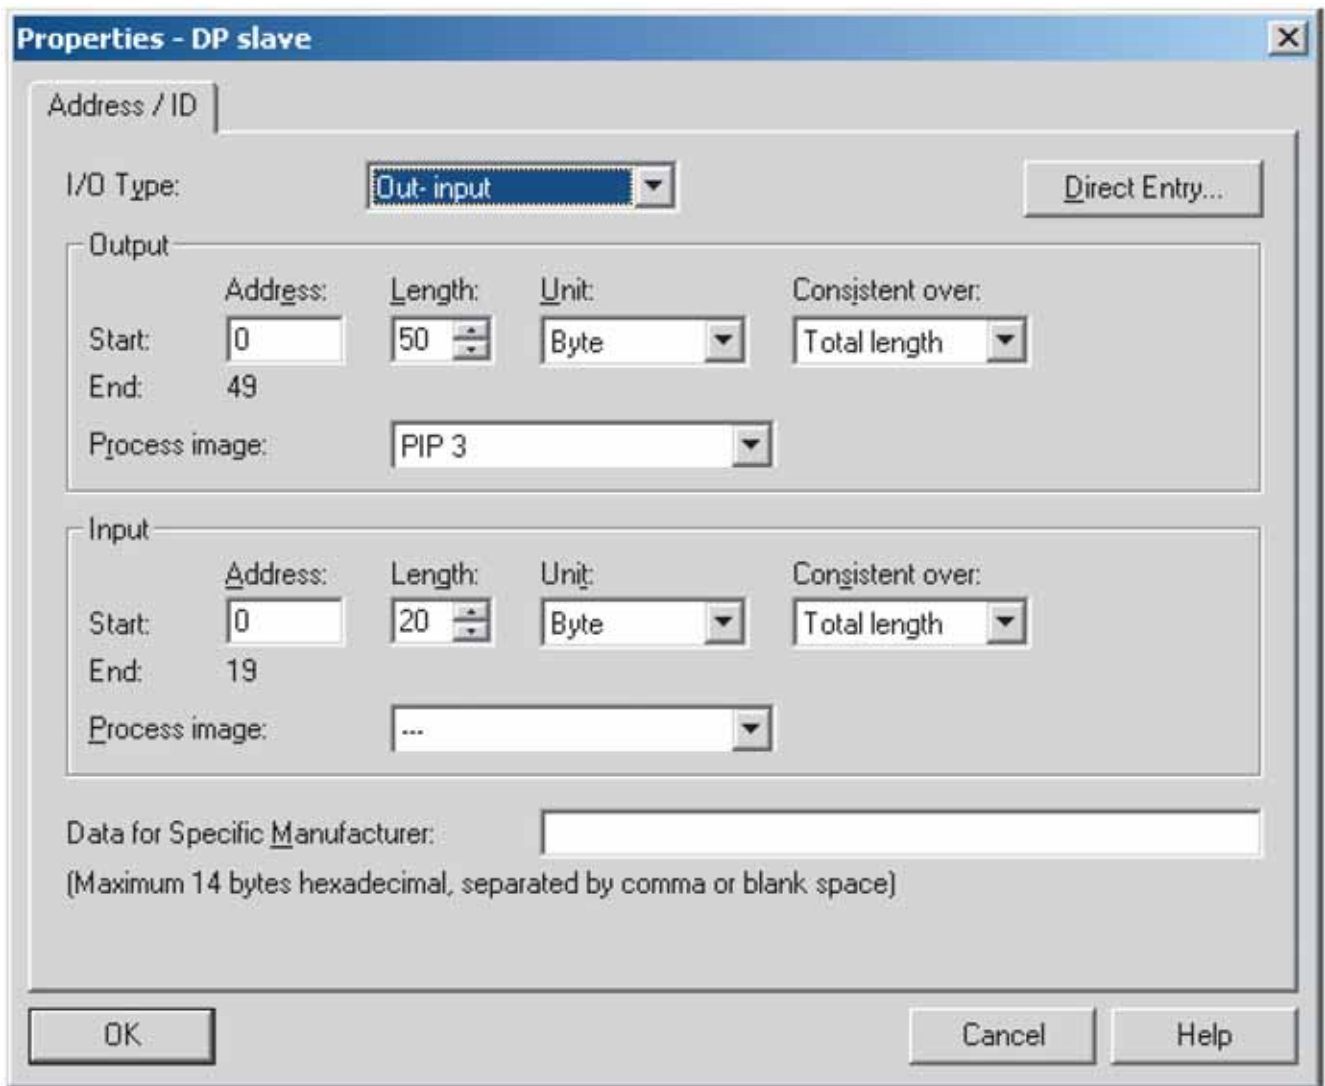 Properties - DP slave
Address / ID
I/O Type: Out- input Direct Entry...
Output
Address: Length: Unit: Consistent over:
Start: 0 50 Byte Total length
End: 49
Process image: PIP 3
Input
Address: Length: Unit: Consistent over:
Start: 0 20 Byte Total length
End: 19
Process image: ---
Data for Specific Manufacturer:
(Maximum 14 bytes hexadecimal, separated by comma or blank space)
OK Cancel Help